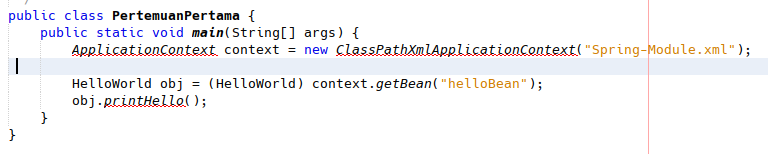 public class PertemuanPertama {
public static void main(String[] args) {
ApplicationContext context = new ClassPathXmlApplicationContext("Spring-Module.xml");
HelloWorld obj = (HelloWorld) context.getBean("helloBean");
obj.printHello();
}
}